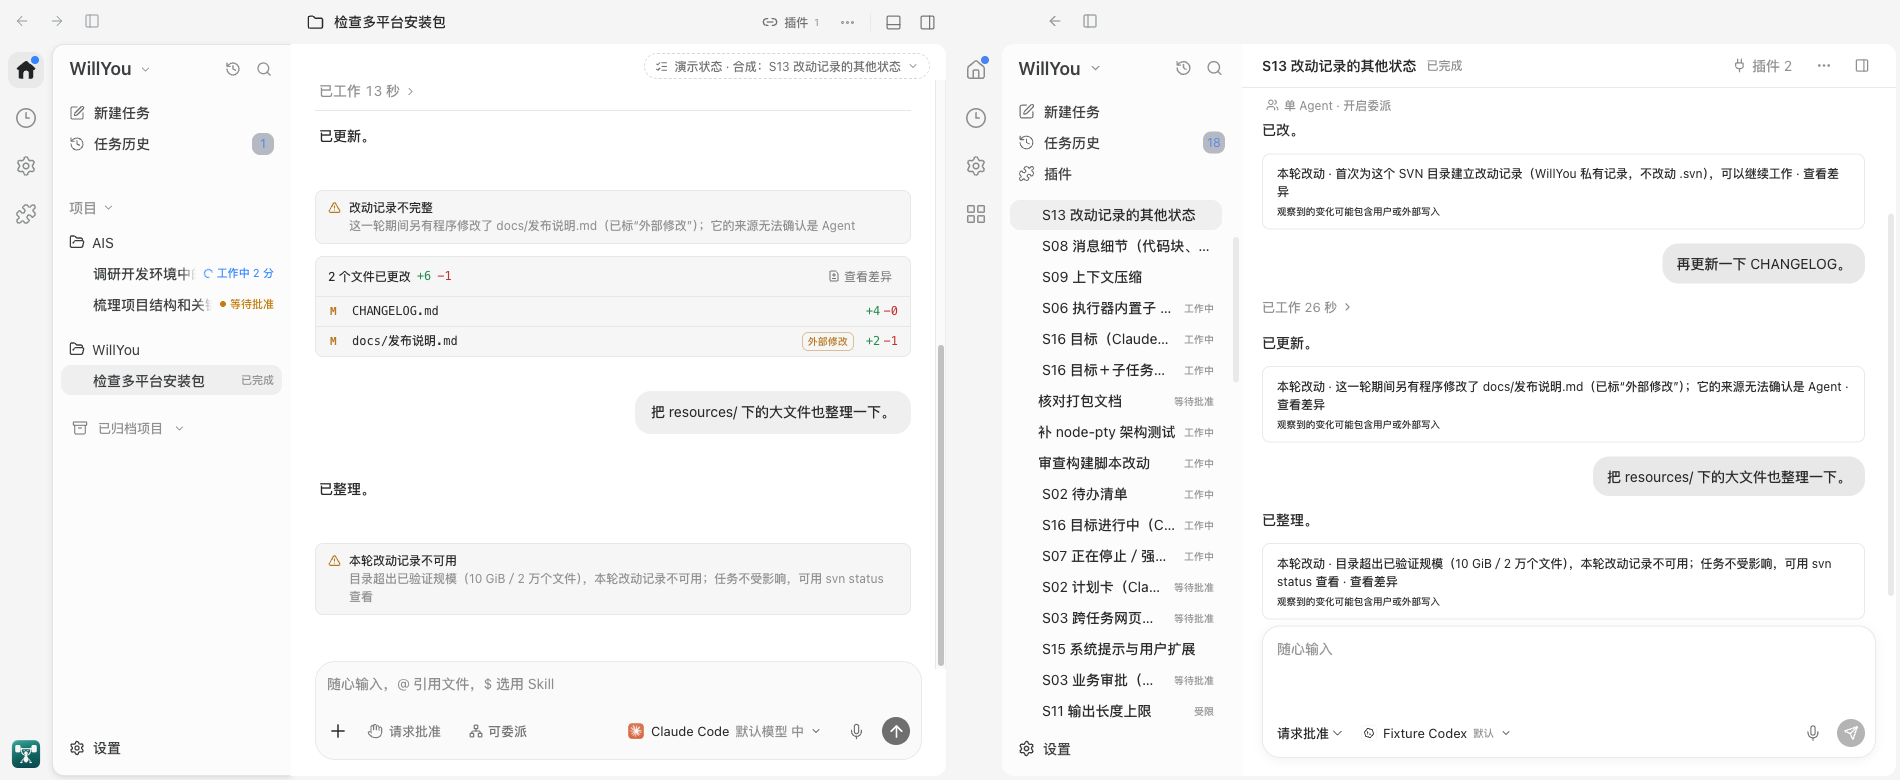 检查多平台安装包
插件 1
WillYou
新建任务
任务历史
1
项目
AIS
调研开发环境中
工作中 2 分
梳理项目结构和关
等待批准
WillYou
检查多平台安装包
已完成
已归档项目
设置
演示状态 · 合成：S13 改动记录的其他状态
已工作 13 秒
已更新。
改动记录不完整
这一轮期间另有程序修改了 docs/发布说明.md（已标“外部修改”）；它的来源无法确认是 Agent
2 个文件已更改 +6 −1
查看差异
M CHANGELOG.md +4 −0
M docs/发布说明.md 外部修改 +2 −1
把 resources/ 下的大文件也整理一下。
已整理。
本轮改动记录不可用
目录超出已验证规模（10 GiB / 2 万个文件），本轮改动记录不可用；任务不受影响，可用 svn status
查看
随心输入，@ 引用文件，$ 选用 Skill
请求批准
可委派
Claude Code 默认模型 中
WillYou
新建任务
任务历史
18
插件
S13 改动记录的其他状态
S08 消息细节（代码块、...
S09 上下文压缩
S06 执行器内置子 ... 工作中
S16 目标（Claude... 工作中
S16 目标＋子任务... 工作中
核对打包文档 等待批准
补 node-pty 架构测试 工作中
审查构建脚本改动 工作中
S02 待办清单 工作中
S16 目标进行中（C... 工作中
S07 正在停止 / 强... 工作中
S02 计划卡（Cla... 等待批准
S03 跨任务网页... 等待批准
S15 系统提示与用户扩展
S03 业务审批（... 等待批准
S11 输出长度上限 受限
设置
S13 改动记录的其他状态 已完成
插件 2
单 Agent · 开启委派
已改。
本轮改动 · 首次为这个 SVN 目录建立改动记录（WillYou 私有记录，不改动 .svn），可以继续工作 · 查看差
异
观察到的变化可能包含用户或外部写入
再更新一下 CHANGELOG。
已工作 26 秒
已更新。
本轮改动 · 这一轮期间另有程序修改了 docs/发布说明.md（已标“外部修改”）；它的来源无法确认是 Agent ·
查看差异
观察到的变化可能包含用户或外部写入
把 resources/ 下的大文件也整理一下。
已整理。
本轮改动 · 目录超出已验证规模（10 GiB / 2 万个文件），本轮改动记录不可用；任务不受影响，可用 svn
status 查看 · 查看差异
观察到的变化可能包含用户或外部写入
随心输入
请求批准
Fixture Codex 默认